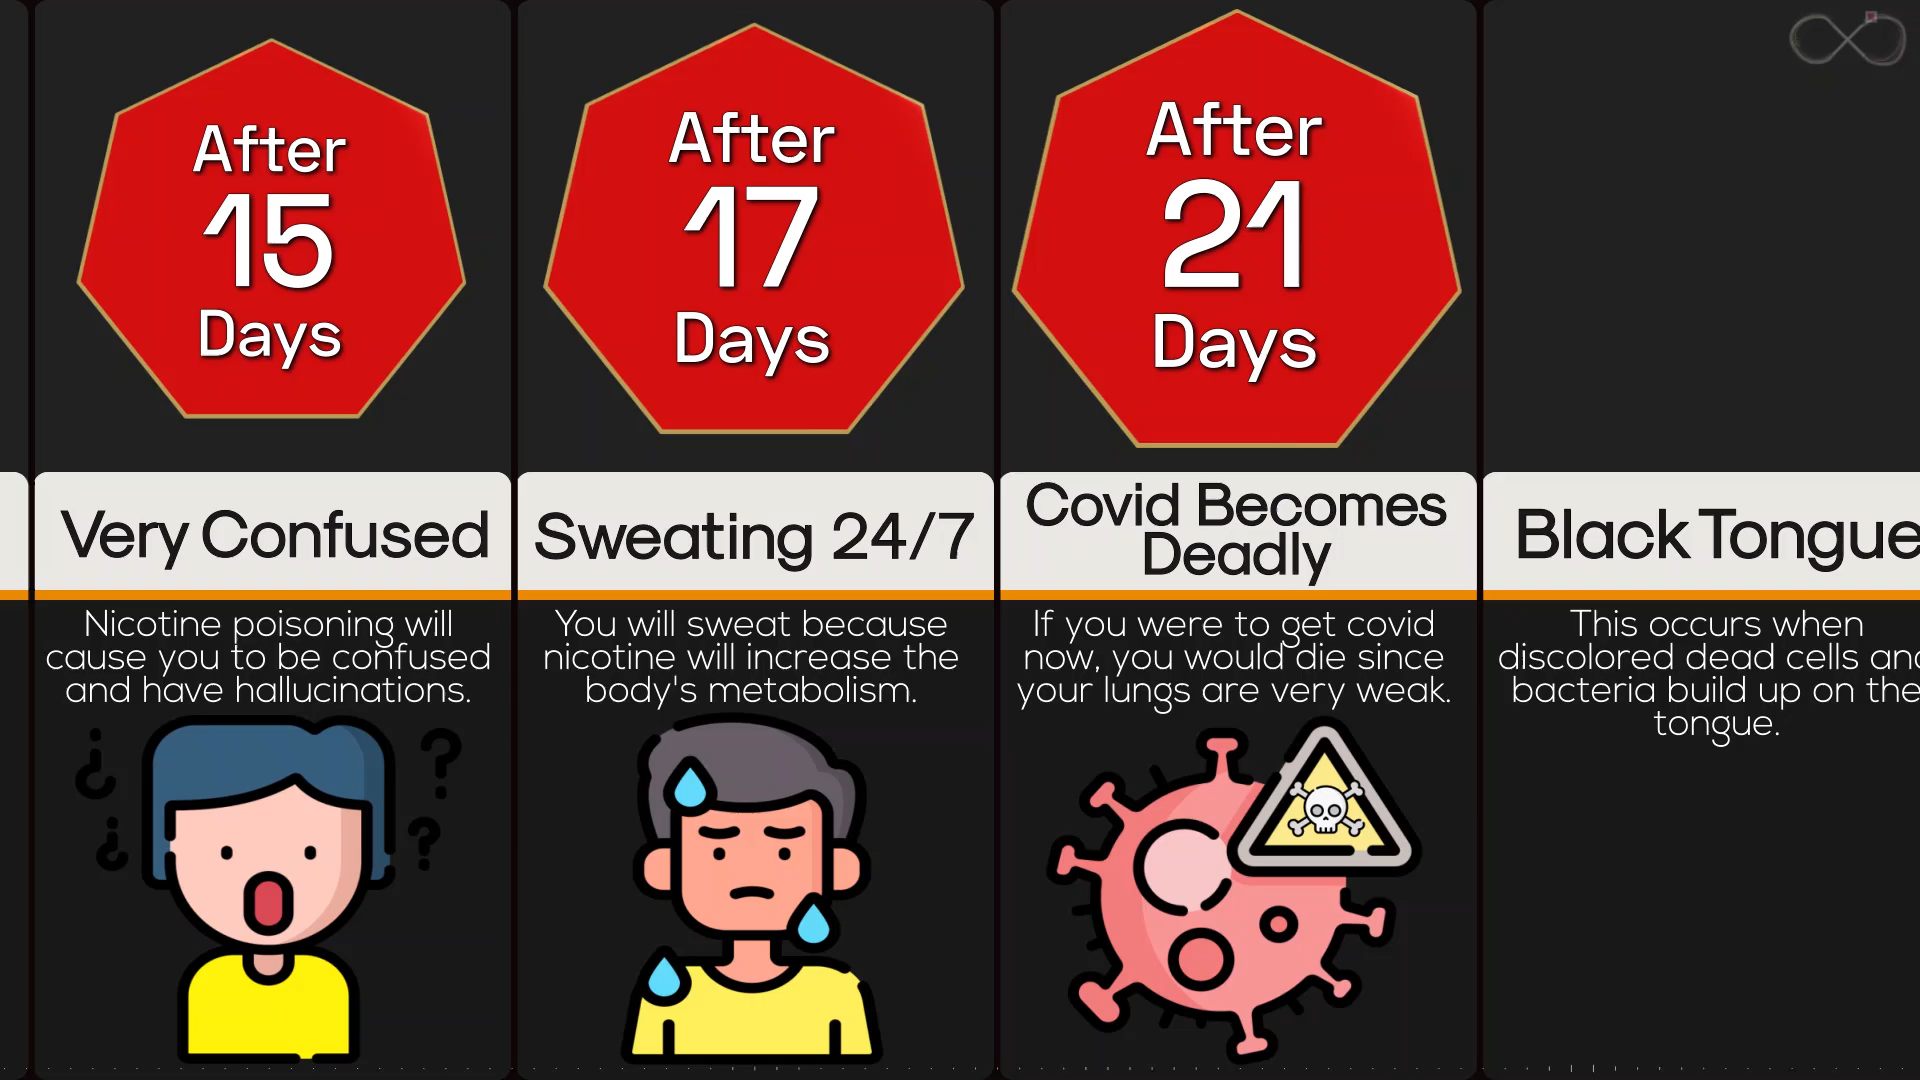 After
15
Days
Very Confused
Nicotine poisoning will
cause you to be confused
and have hallucinations.
After
17
Days
Sweating 24/7
You will sweat because
nicotine will increase the
body's metabolism.
After
21
Days
Covid Becomes
Deadly
If you were to get covid
now, you would die since
your lungs are very weak.
Black Tongue
This occurs when
discolored dead cells and
bacteria build up on the
tongue.